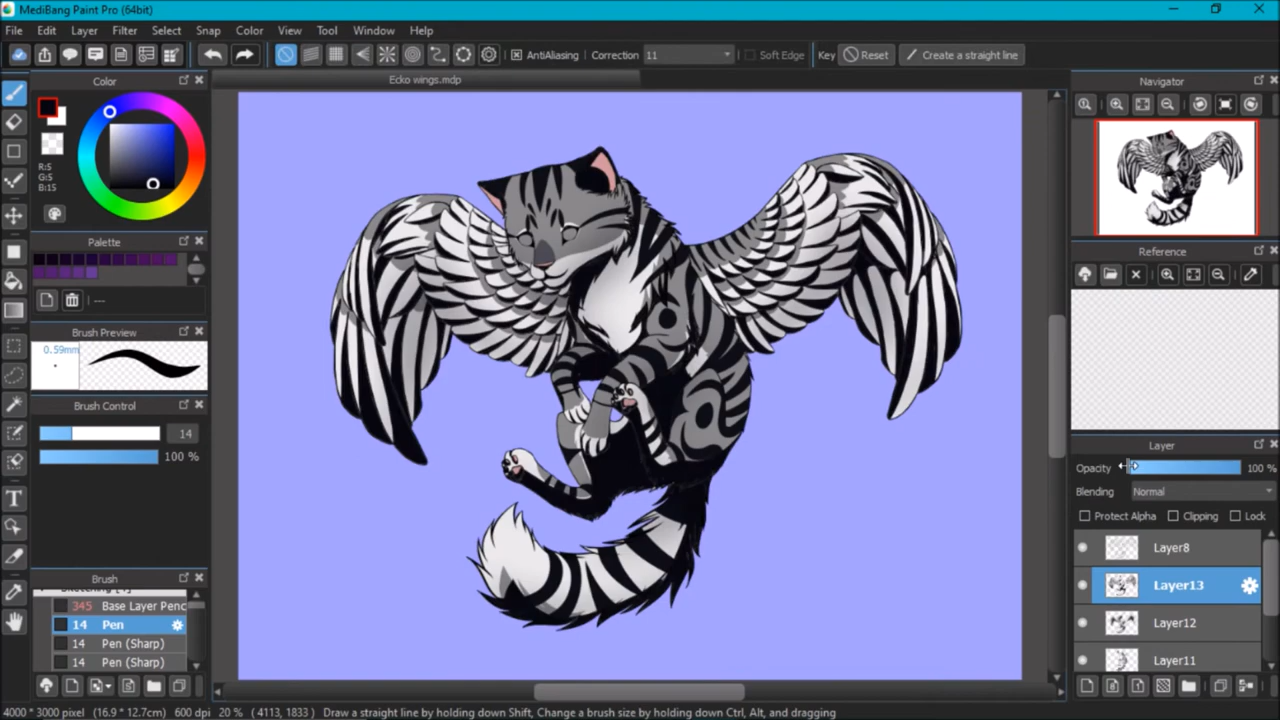 MediBang Paint Pro (64bit)
File Edit Layer Filter Select Snap Color View Tool Window Help
AntiAliasing Correction 11 Soft Edge Key Reset Create a straight line
Ecko wings.mdp
Color
R:5
G:5
B:15
Palette
---
Brush Preview
0.59mm
Brush Control
14
100 %
Brush
345 Base Layer Penc
14 Pen
14 Pen (Sharp)
14 Pen (Sharp)
Navigator
Reference
Layer
Opacity 100 %
Blending Normal
Protect Alpha Clipping Lock
Layer8
Layer13
Layer12
Layer11
4000 * 3000 pixel (16.9 * 12.7cm) 600 dpi 20 % ( 4113, 1833 ) Draw a straight line by holding down Shift, Change a brush size by holding down Ctrl, Alt, and dragging